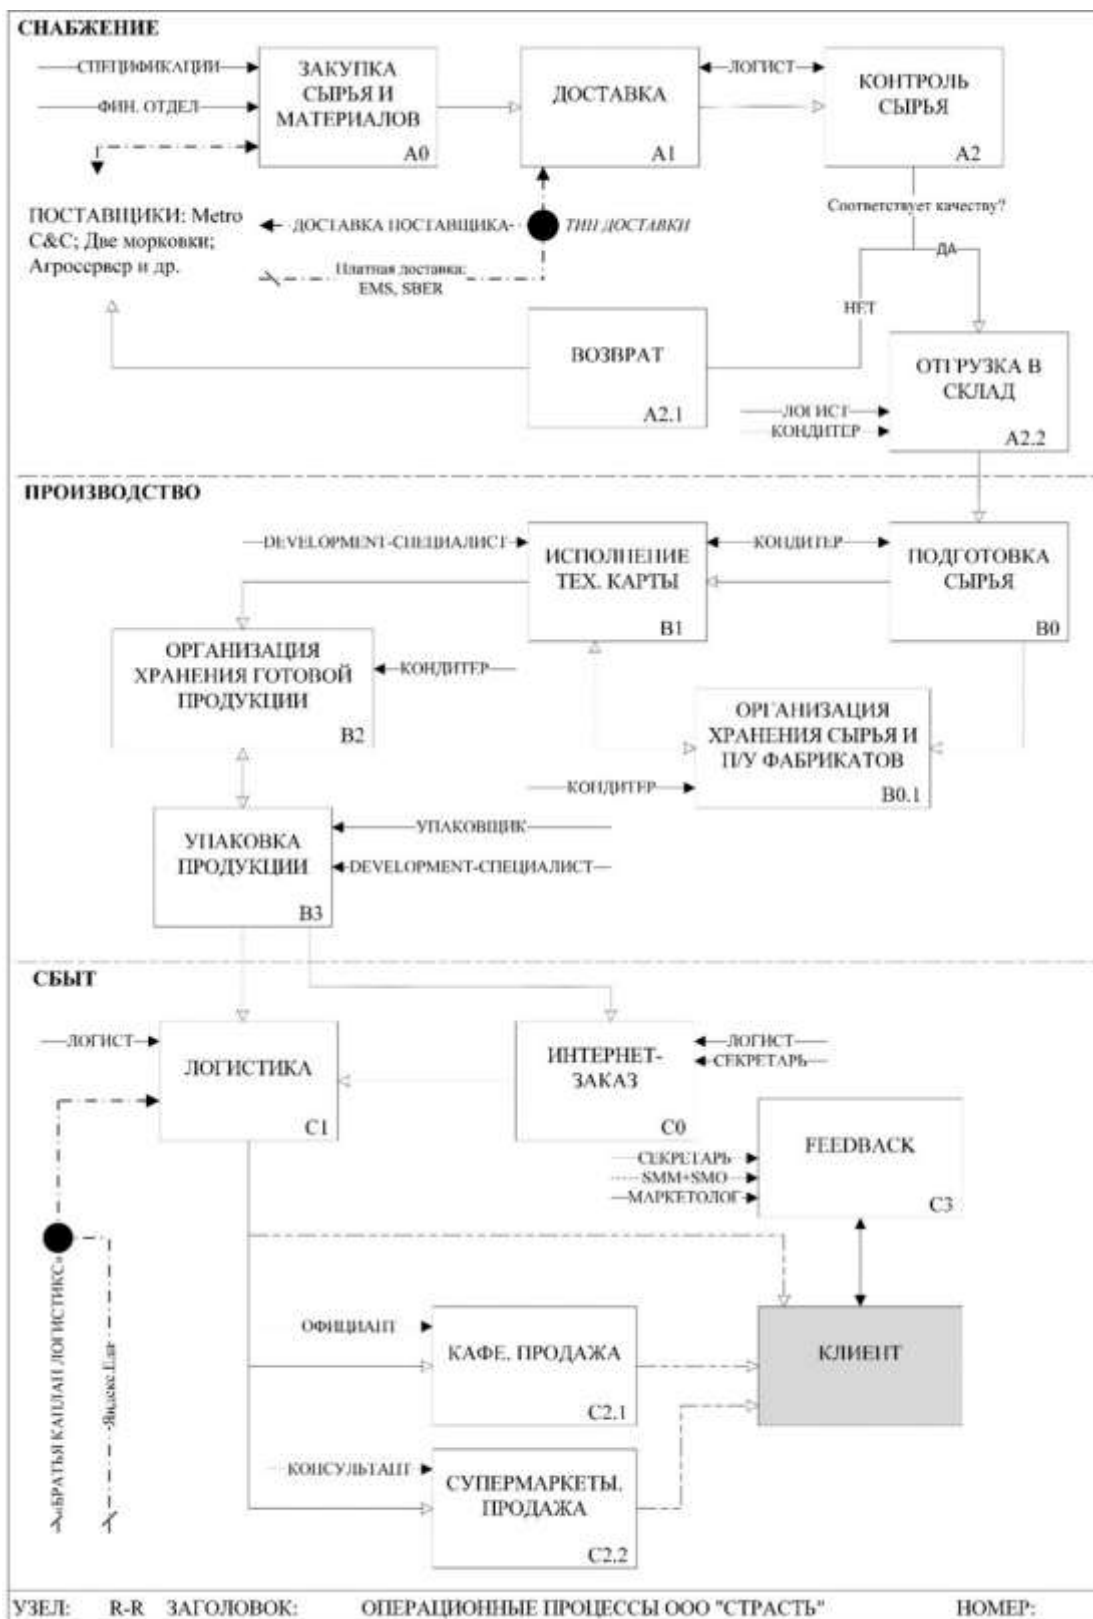 СНАБЖЕНИЕ
СПЕЦИФИКАЦИИ
ФИН. ОТДЕЛ
ЗАКУПКА
СЫРЬЯ И
МАТЕРИАЛОВ
A0
ДОСТАВКА
A1
ЛОГИСТ
КОНТРОЛЬ
СЫРЬЯ
A2
ПОСТАВЩИКИ: Metro
C&C; Две морковки;
Агросервер и др.
ДОСТАВКА ПОСТАВЩИКА
ТИП ДОСТАВКИ
Платная доставка:
EMS, SBER
Соответствует качеству?
ДА
НЕТ
ВОЗВРАТ
A2.1
ОТГРУЗКА В
СКЛАД
A2.2
ЛОГИСТ
КОНДИТЕР
ПРОИЗВОДСТВО
DEVELOPMENT-СПЕЦИАЛИСТ
ИСПОЛНЕНИЕ
ТЕХ. КАРТЫ
B1
КОНДИТЕР
ПОДГОТОВКА
СЫРЬЯ
B0
ОРГАНИЗАЦИЯ
ХРАНЕНИЯ ГОТОВОЙ
ПРОДУКЦИИ
B2
КОНДИТЕР
ОРГАНИЗАЦИЯ
ХРАНЕНИЯ СЫРЬЯ И
П/У ФАБРИКАТОВ
B0.1
КОНДИТЕР
УПАКОВКА
ПРОДУКЦИИ
B3
УПАКОВЩИК
DEVELOPMENT-СПЕЦИАЛИСТ
СБЫТ
ЛОГИСТ
ЛОГИСТИКА
C1
ИНТЕРНЕТ-
ЗАКАЗ
C0
ЛОГИСТ
СЕКРЕТАРЬ
СЕКРЕТАРЬ
SMM+SMO
МАРКЕТОЛОГ
FEEDBACK
C3
«БРАТЬЯ КАПЛАН ЛОГИСТИКС»
Яндекс.Еда
ОФИЦИАНТ
КАФЕ. ПРОДАЖА
C2.1
КЛИЕНТ
КОНСУЛЬТАНТ
СУПЕРМАРКЕТЫ.
ПРОДАЖА
C2.2
УЗЕЛ: R-R ЗАГОЛОВОК: ОПЕРАЦИОННЫЕ ПРОЦЕССЫ ООО "СТРАСТЬ" НОМЕР: